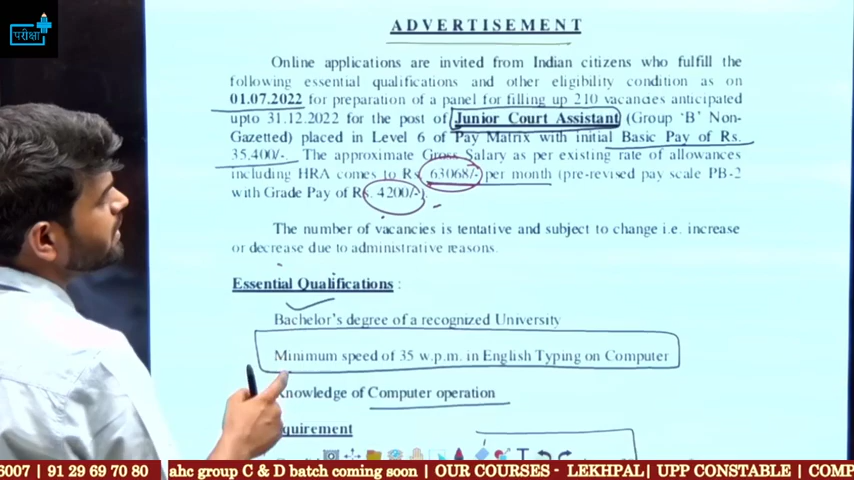 परीक्षा
ADVERTISEMENT
Online applications are invited from Indian citizens who fulfill the
following essential qualifications and other eligibility condition as on
01.07.2022 for preparation of a panel for filling up 210 vacancies anticipated
upto 31.12.2022 for the post of Junior Court Assistant (Group 'B' Non-
Gazetted) placed in Level 6 of Pay Matrix with initial Basic Pay of Rs.
35,400/-. The approximate Gross Salary as per existing rate of allowances
including HRA comes to Rs. 63068/- per month (pre-revised pay scale PB-2
with Grade Pay of Rs. 4200/-).
The number of vacancies is tentative and subject to change i.e. increase
or decrease due to administrative reasons.
Essential Qualifications :
Bachelor's degree of a recognized University
Minimum speed of 35 w.p.m. in English Typing on Computer
Knowledge of Computer operation
quirement
6007 | 91 29 69 70 80 | ahc group C & D batch coming soon | OUR COURSES - LEKHPAL| UPP CONSTABLE | COMP